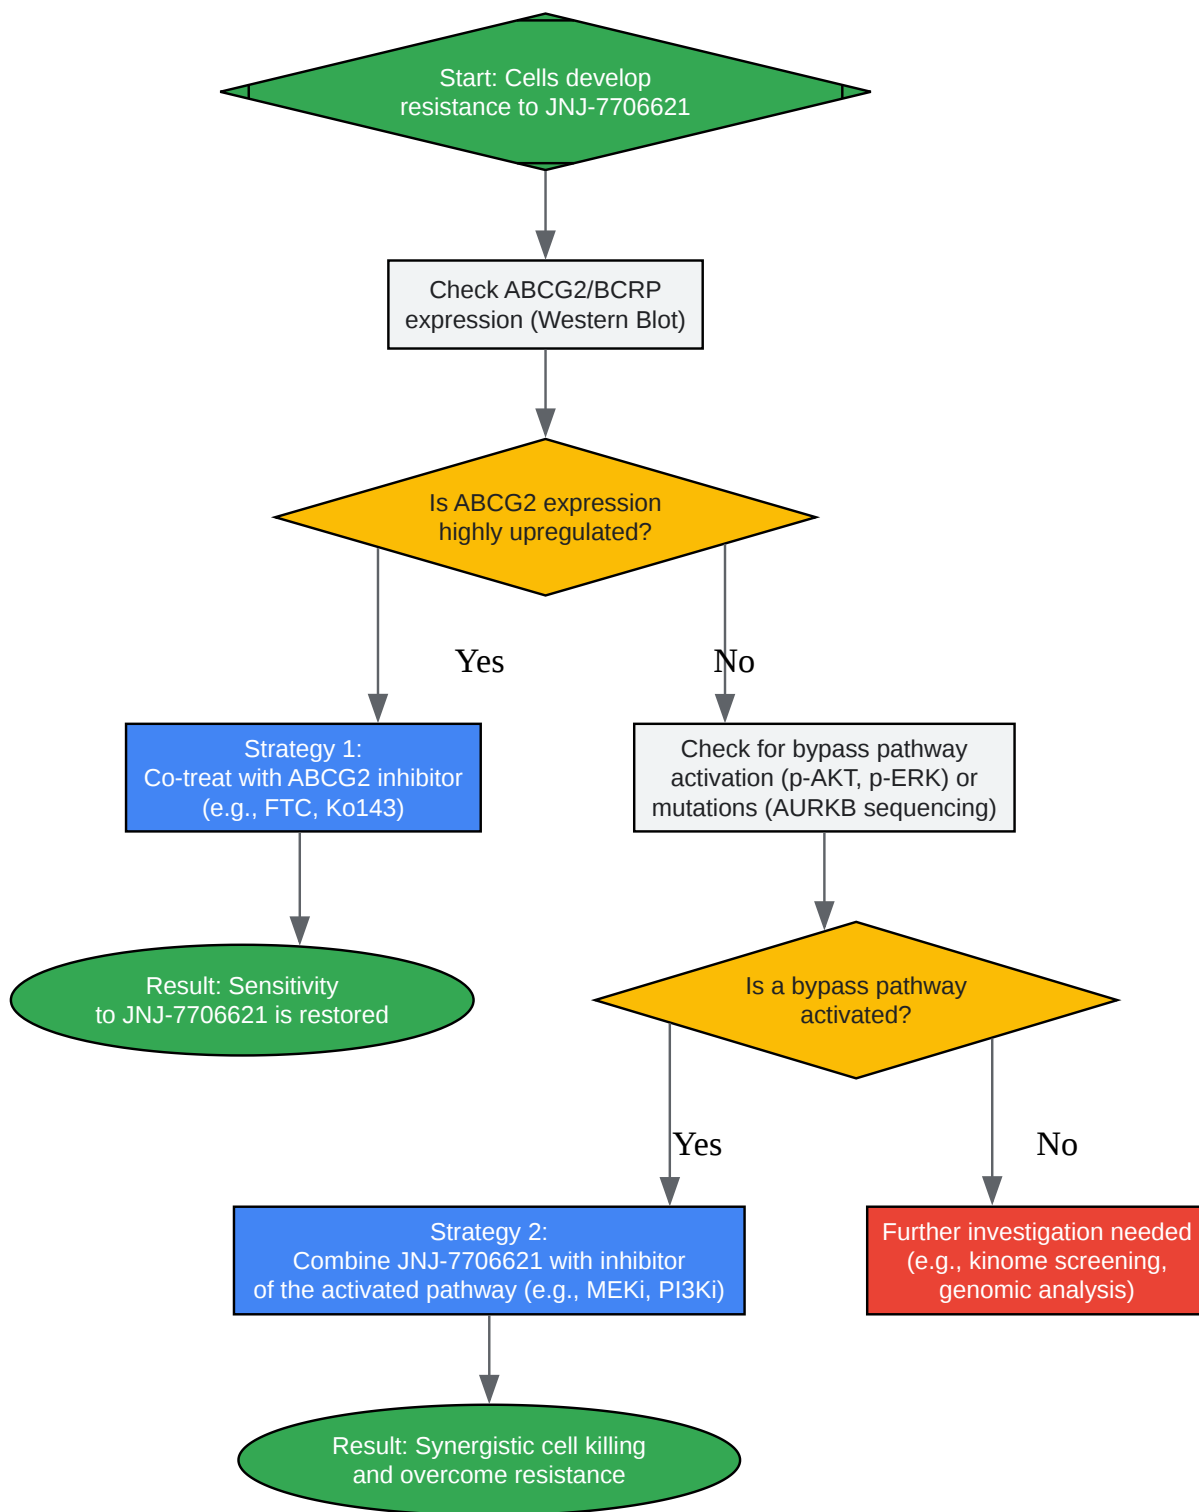 Start: Cells develop
resistance to JNJ-7706621
Check ABCG2/BCRP
expression (Western Blot)
Is ABCG2 expression
highly upregulated?
Yes
No
Strategy 1:
Co-treat with ABCG2 inhibitor
(e.g., FTC, Ko143)
Check for bypass pathway
activation (p-AKT, p-ERK) or
mutations (AURKB sequencing)
Result: Sensitivity
to JNJ-7706621 is restored
Is a bypass pathway
activated?
Yes
No
Strategy 2:
Combine JNJ-7706621 with inhibitor
of the activated pathway (e.g., MEKi, PI3Ki)
Further investigation needed
(e.g., kinome screening,
genomic analysis)
Result: Synergistic cell killing
and overcome resistance